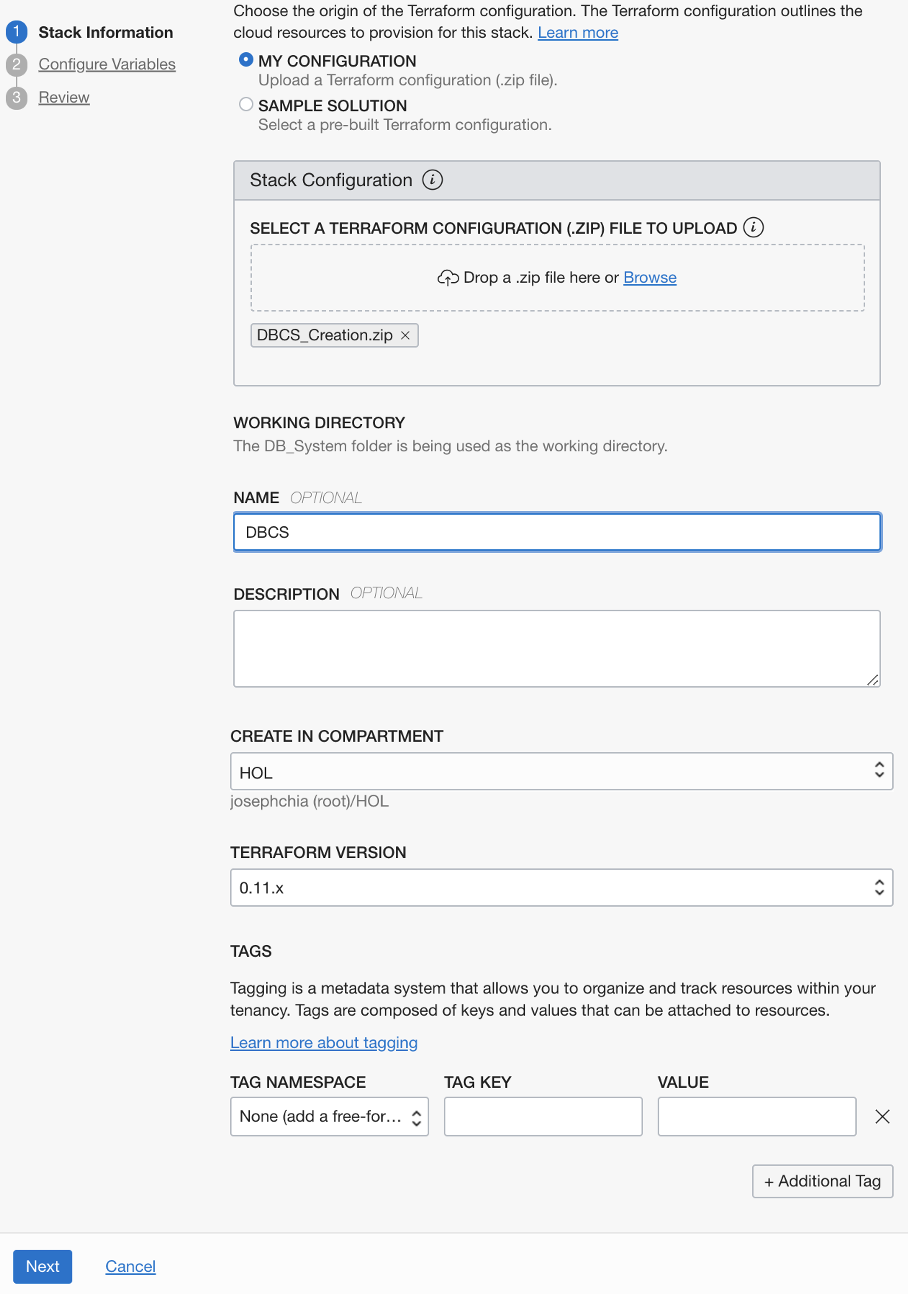 1 Stack Information
2 Configure Variables
3 Review
Choose the origin of the Terraform configuration. The Terraform configuration outlines the
cloud resources to provision for this stack. Learn more
MY CONFIGURATION
Upload a Terraform configuration (.zip file).
SAMPLE SOLUTION
Select a pre-built Terraform configuration.
Stack Configuration i
SELECT A TERRAFORM CONFIGURATION (.ZIP) FILE TO UPLOAD i
Drop a .zip file here or Browse
DBCS_Creation.zip ×
WORKING DIRECTORY
The DB_System folder is being used as the working directory.
NAME OPTIONAL
DBCS
DESCRIPTION OPTIONAL
CREATE IN COMPARTMENT
HOL
josephchia (root)/HOL
TERRAFORM VERSION
0.11.x
TAGS
Tagging is a metadata system that allows you to organize and track resources within your
tenancy. Tags are composed of keys and values that can be attached to resources.
Learn more about tagging
TAG NAMESPACE TAG KEY VALUE
None (add a free-for...
+ Additional Tag
Next Cancel